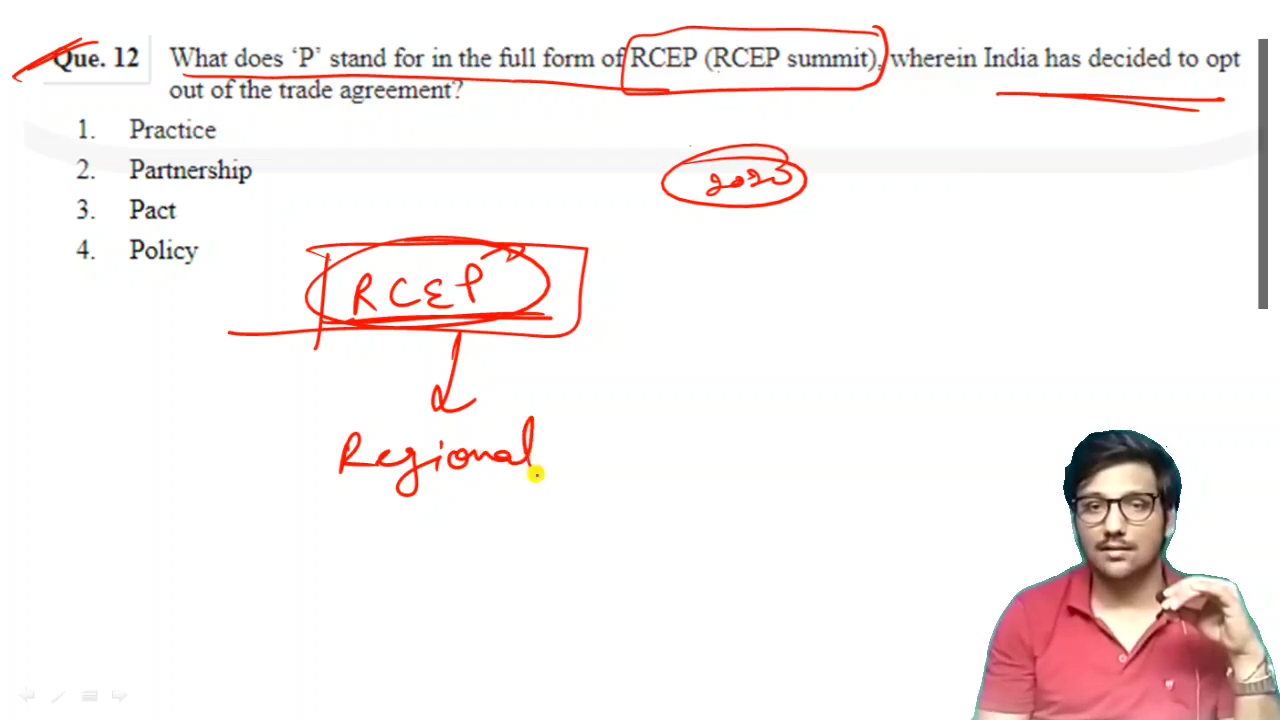 Que. 12 What does ‘P’ stand for in the full form of RCEP (RCEP summit), wherein India has decided to opt
out of the trade agreement?
1. Practice
2. Partnership
3. Pact
4. Policy
RCEP
Regional